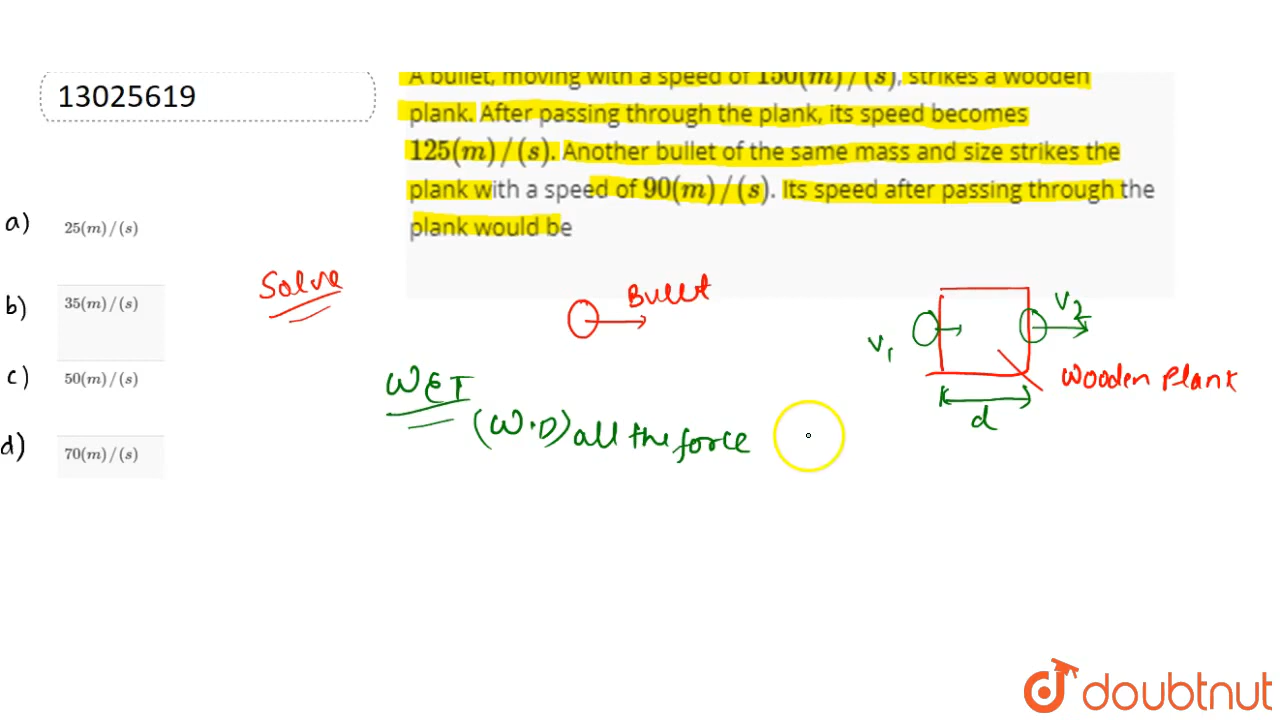 13025619
A bullet, moving with a speed of 150(m)/(s), strikes a wooden
plank. After passing through the plank, its speed becomes
125(m)/(s). Another bullet of the same mass and size strikes the
plank with a speed of 90(m)/(s). Its speed after passing through the
plank would be
a) 25(m)/(s)
b) 35(m)/(s)
c) 50(m)/(s)
d) 70(m)/(s)
Solve
Bullet
V₁
V₂
Wooden Plank
d
WET
(W.D) all the force
doubtnut